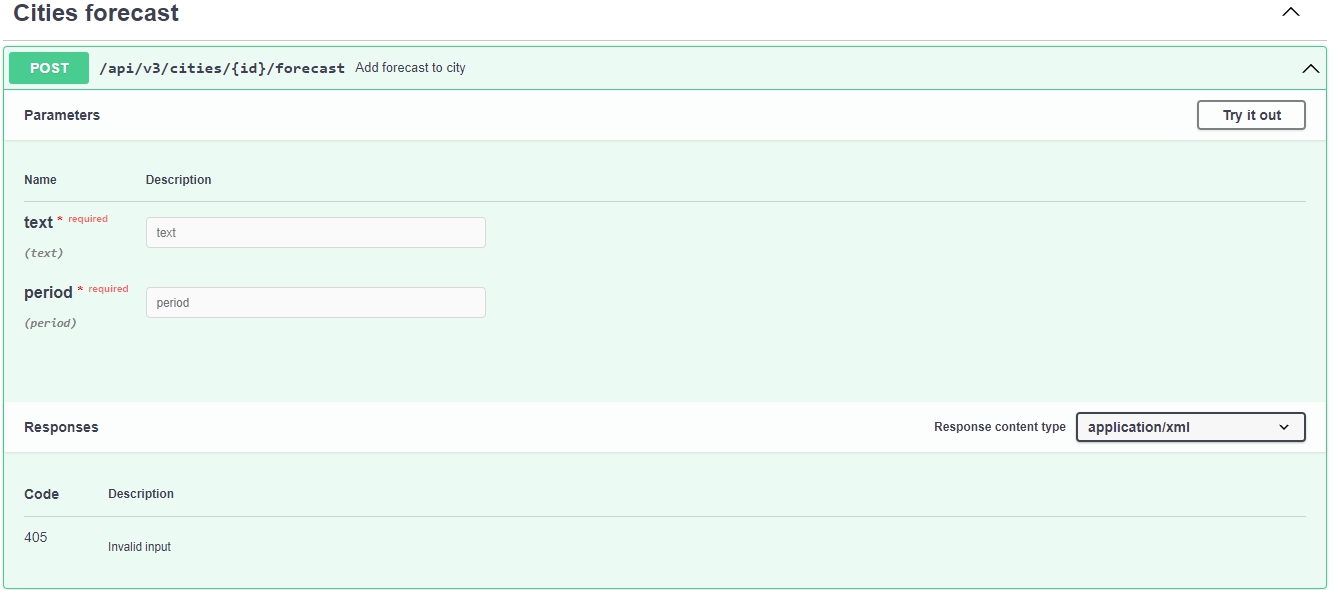 Cities forecast
POST /api/v3/cities/{id}/forecast Add forecast to city
Parameters Try it out
Name Description
text * required text
(text)
period * required period
(period)
Responses Response content type application/xml
Code Description
405 Invalid input